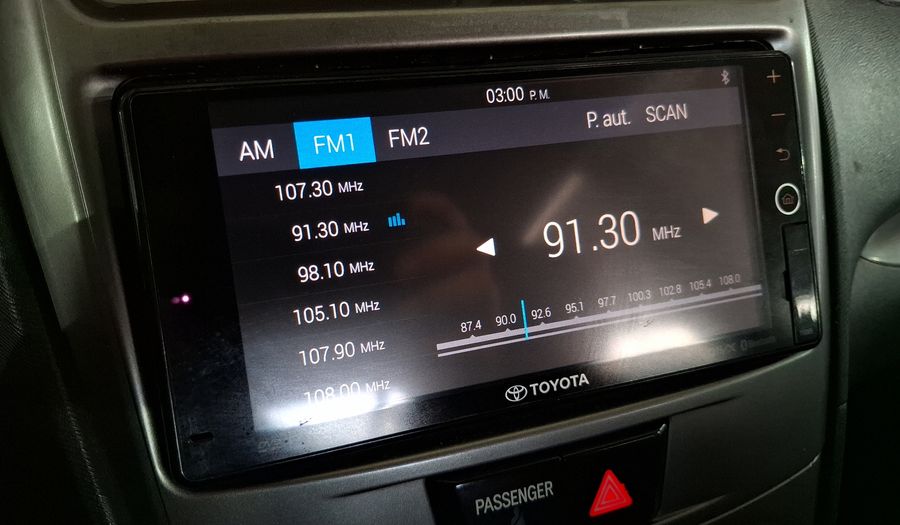 03:00 P.M.
AM FM1 FM2 P. aut. SCAN
107.30 MHz
91.30 MHz
98.10 MHz
105.10 MHz
107.90 MHz
108.00 MHz
91.30 MHz
87.4 90.0 92.6 95.1 97.7 100.3 102.8 105.4 108.0
TOYOTA
PASSENGER